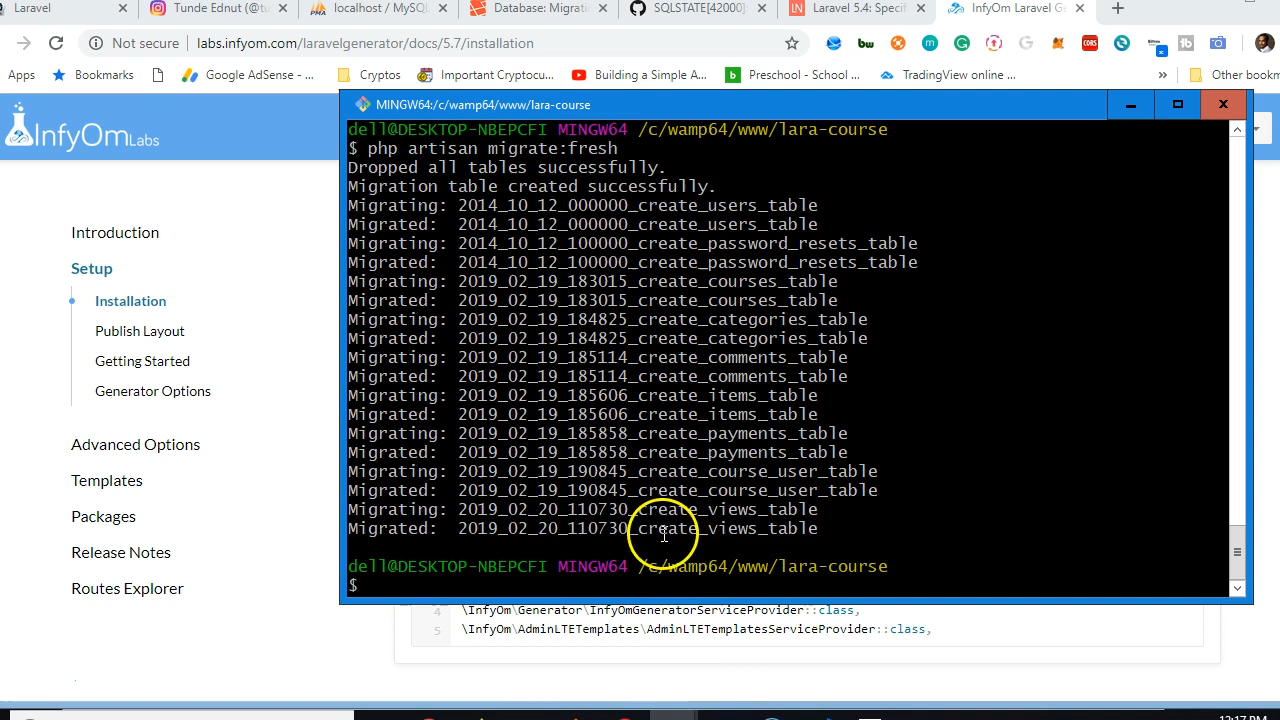 Laravel
Tunde Ednut (@tu
localhost / MySQL
Database: Migrati
SQLSTATE[42000]
Laravel 5.4: Specif
InfyOm Laravel Ge
Not secure
labs.infyom.com/laravelgenerator/docs/5.7/installation
Apps
Bookmarks
Google AdSense - ...
Cryptos
Important Cryptocu...
Building a Simple A...
Preschool - School ...
TradingView online ...
»
Other bookm
InfyOmLabs
Introduction
Setup
Installation
Publish Layout
Getting Started
Generator Options
Advanced Options
Templates
Packages
Release Notes
Routes Explorer
MINGW64:/c/wamp64/www/lara-course
dell@DESKTOP-NBEPCFI MINGW64 /c/wamp64/www/lara-course
$ php artisan migrate:fresh
Dropped all tables successfully.
Migration table created successfully.
Migrating: 2014_10_12_000000_create_users_table
Migrated:  2014_10_12_000000_create_users_table
Migrating: 2014_10_12_100000_create_password_resets_table
Migrated:  2014_10_12_100000_create_password_resets_table
Migrating: 2019_02_19_183015_create_courses_table
Migrated:  2019_02_19_183015_create_courses_table
Migrating: 2019_02_19_184825_create_categories_table
Migrated:  2019_02_19_184825_create_categories_table
Migrating: 2019_02_19_185114_create_comments_table
Migrated:  2019_02_19_185114_create_comments_table
Migrating: 2019_02_19_185606_create_items_table
Migrated:  2019_02_19_185606_create_items_table
Migrating: 2019_02_19_185858_create_payments_table
Migrated:  2019_02_19_185858_create_payments_table
Migrating: 2019_02_19_190845_create_course_user_table
Migrated:  2019_02_19_190845_create_course_user_table
Migrating: 2019_02_20_110730_create_views_table
Migrated:  2019_02_20_110730_create_views_table
dell@DESKTOP-NBEPCFI MINGW64 /c/wamp64/www/lara-course
$
4 \InfyOm\Generator\InfyOmGeneratorServiceProvider::class,
5 \InfyOm\AdminLTETemplates\AdminLTETemplatesServiceProvider::class,
12:17 PM